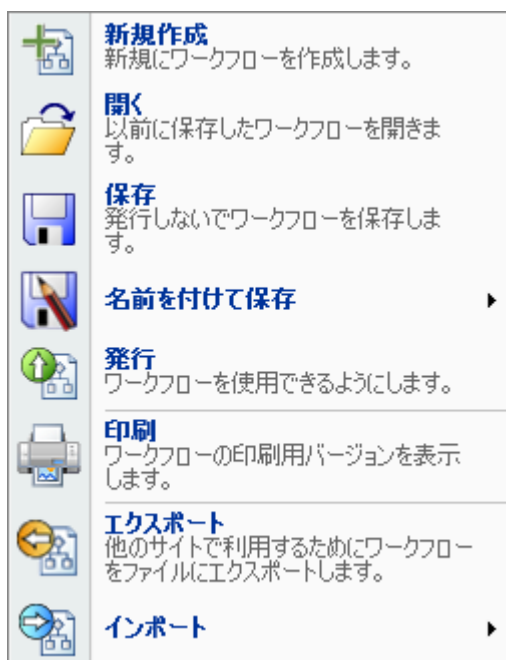 新規作成
新規にワークフローを作成します。
開く
以前に保存したワークフローを開きま
す。
保存
発行しないでワークフローを保存しま
す。
名前を付けて保存
発行
ワークフローを使用できるようにします。
印刷
ワークフローの印刷用バージョンを表示
します。
エクスポート
他のサイトで利用するためにワークフロー
をファイルにエクスポートします。
インポート